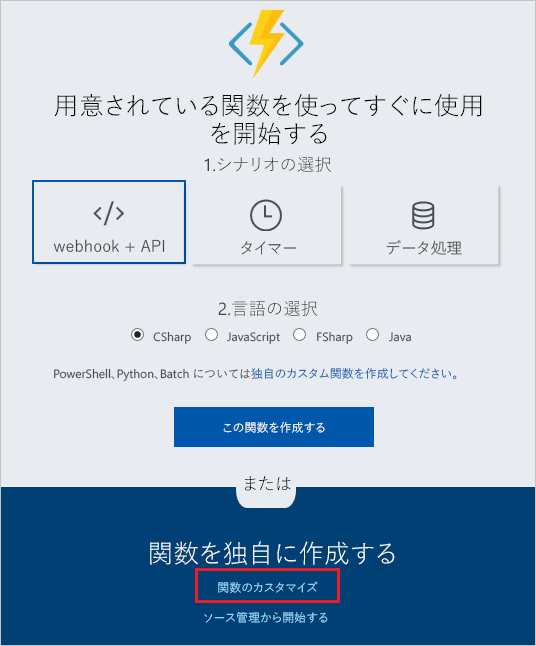 用意されている関数を使ってすぐに使用
を開始する
1.シナリオの選択
webhook + API
タイマー
データ処理
2.言語の選択
CSharp JavaScript FSharp Java
PowerShell、Python、Batch については独自のカスタム関数を作成してください。
この関数を作成する
または
関数を独自に作成する
関数のカスタマイズ
ソース管理から開始する